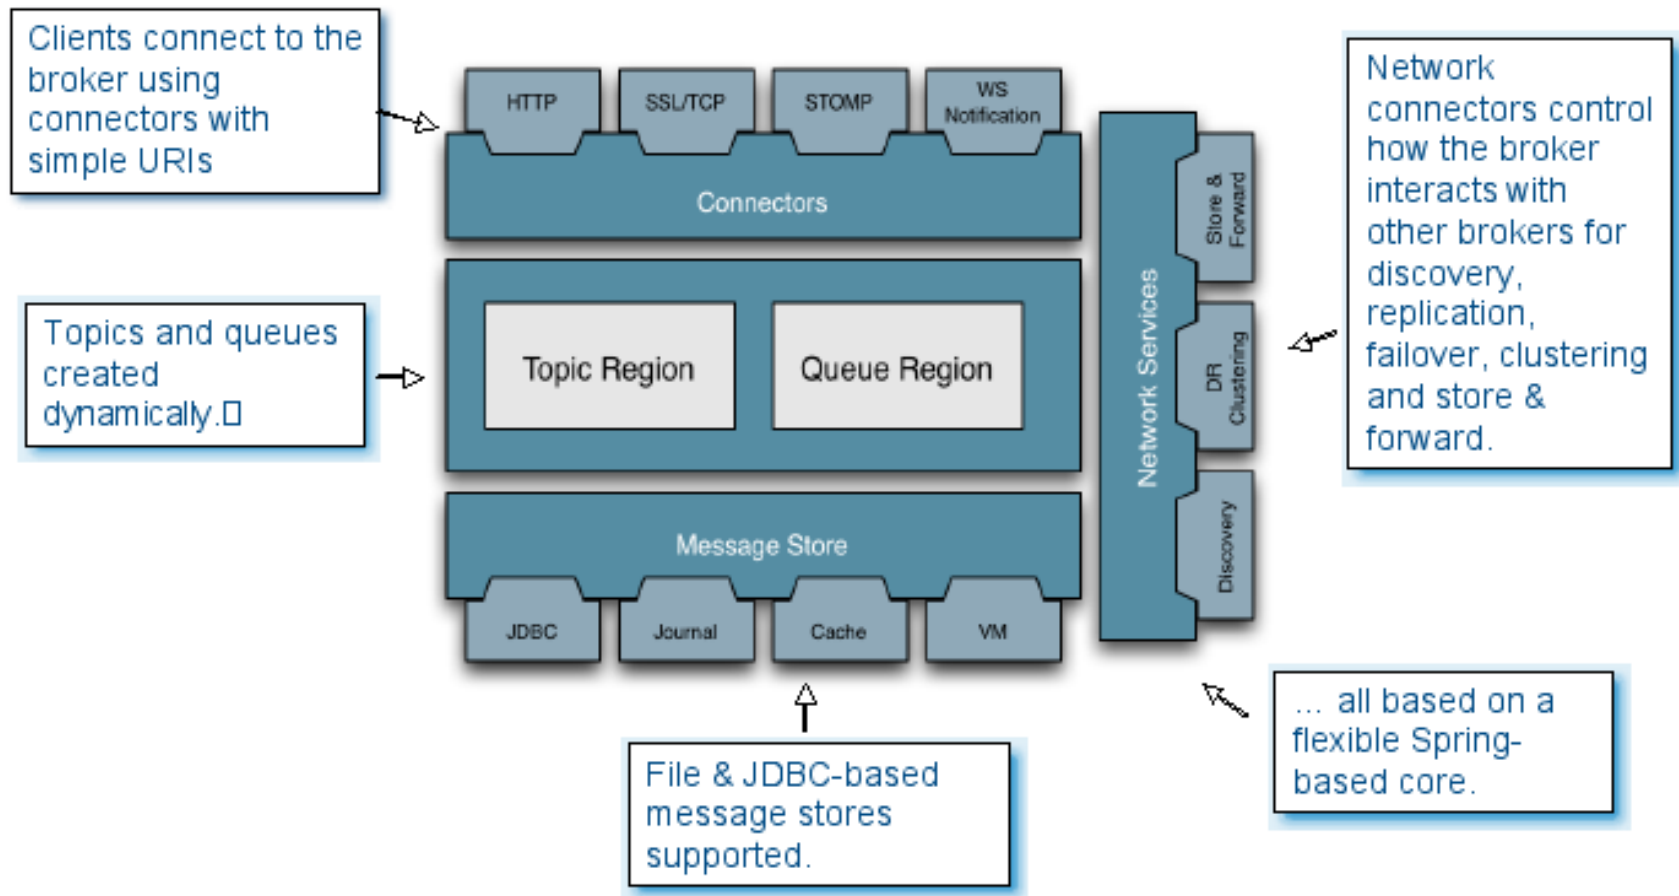 Clients connect to the
broker using
connectors with
simple URIs
HTTP
SSL/TCP
STOMP
WS
Notification
Connectors
Network
connectors control
how the broker
interacts with
other brokers for
discovery,
replication,
failover, clustering
and store &
forward.
Topics and queues
created
dynamically.□
Topic Region
Queue Region
Network Services
Store &
Forward
DR
Clustering
Discovery
Message Store
JDBC
Journal
Cache
VM
File & JDBC-based
message stores
supported.
... all based on a
flexible Spring-
based core.